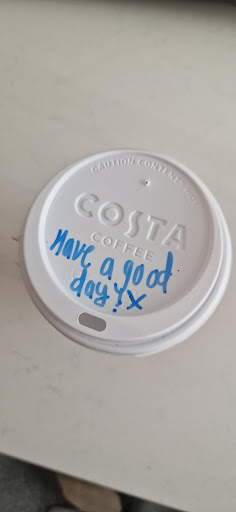 CAUTION CONTENTS HOT
COSTA
COFFEE
Have a good
day! x